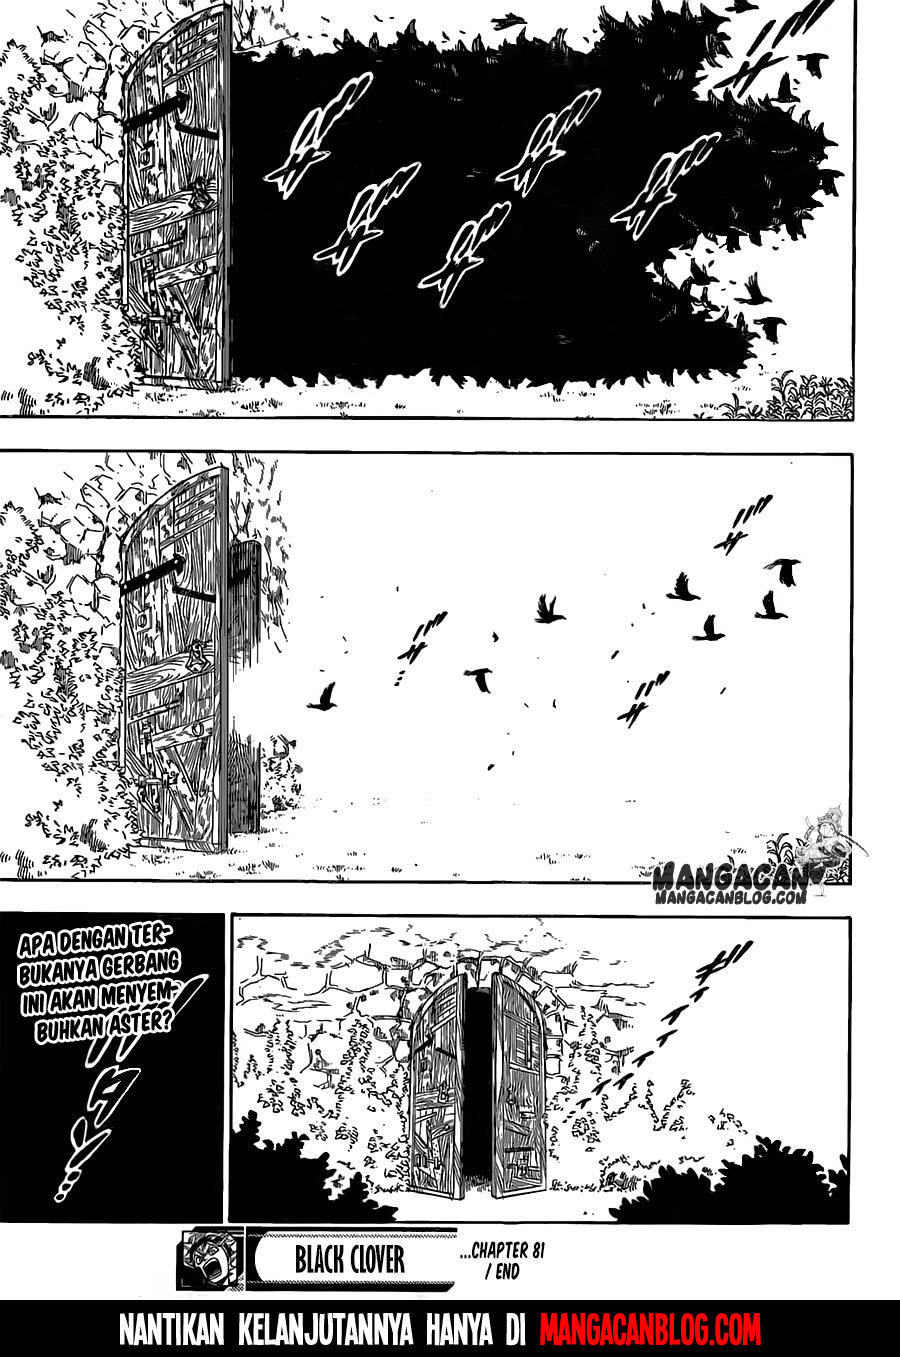 MANGACAN
MANGACANBLOG.COM
APA DENGAN TER-
BUKANYA GERBANG
INI AKAN MENYEM-
BUHKAN ASTER?
BLACK CLOVER
...CHAPTER 81
/ END
NANTIKAN KELANJUTANNYA HANYA DI MANGACANBLOG.COM